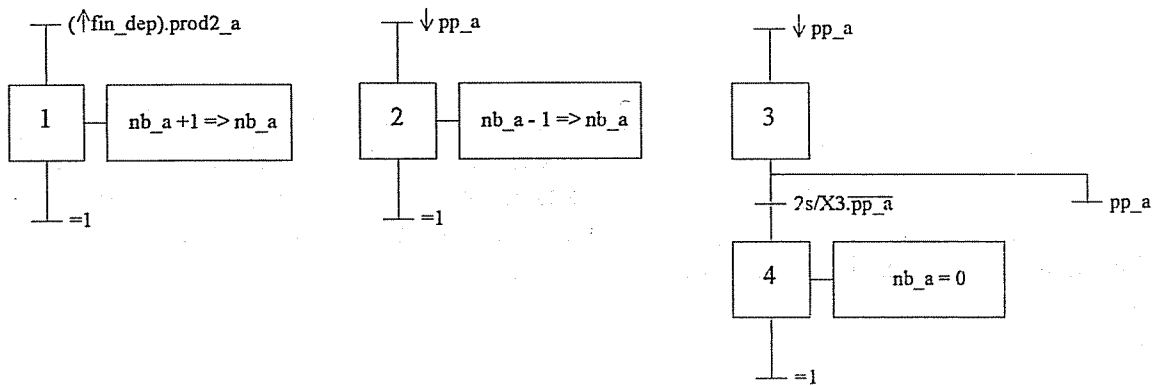 (↑fin_dep).prod2_a
1
nb_a +1 => nb_a
=1
↓ pp_a
2
nb_a - 1 => nb_a
=1
↓ pp_a
3
2s/X3.p̅p̅_̅a̅
pp_a
4
nb_a = 0
=1